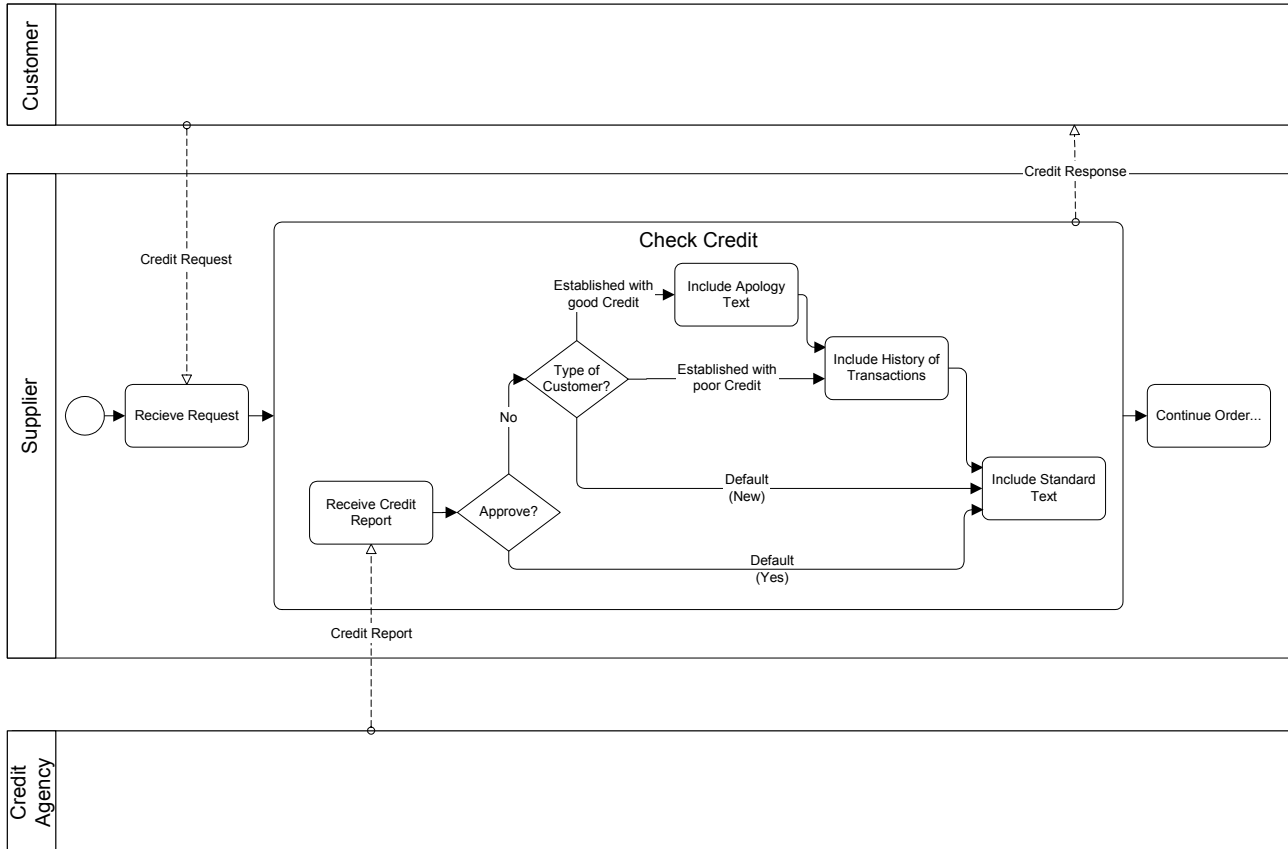 Customer
Credit Response
Credit Request
Supplier
Check Credit
Established with
good Credit
Include Apology
Text
Type of
Customer?
Established with
poor Credit
Include History of
Transactions
Recieve Request
Continue Order...
No
Receive Credit
Report
Approve?
Default
(New)
Include Standard
Text
Default
(Yes)
Credit Report
Credit
Agency